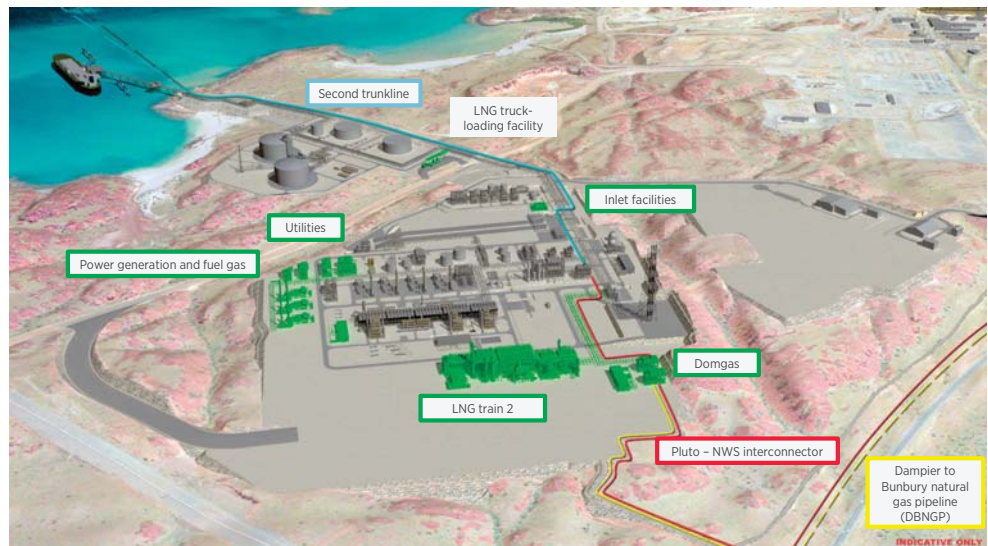 Second trunkline
LNG truck-
loading facility
Inlet facilities
Utilities
Power generation and fuel gas
Domgas
LNG train 2
Pluto – NWS interconnector
Dampier to
Bunbury natural
gas pipeline
(DBNGP)
INDICATIVE ONLY